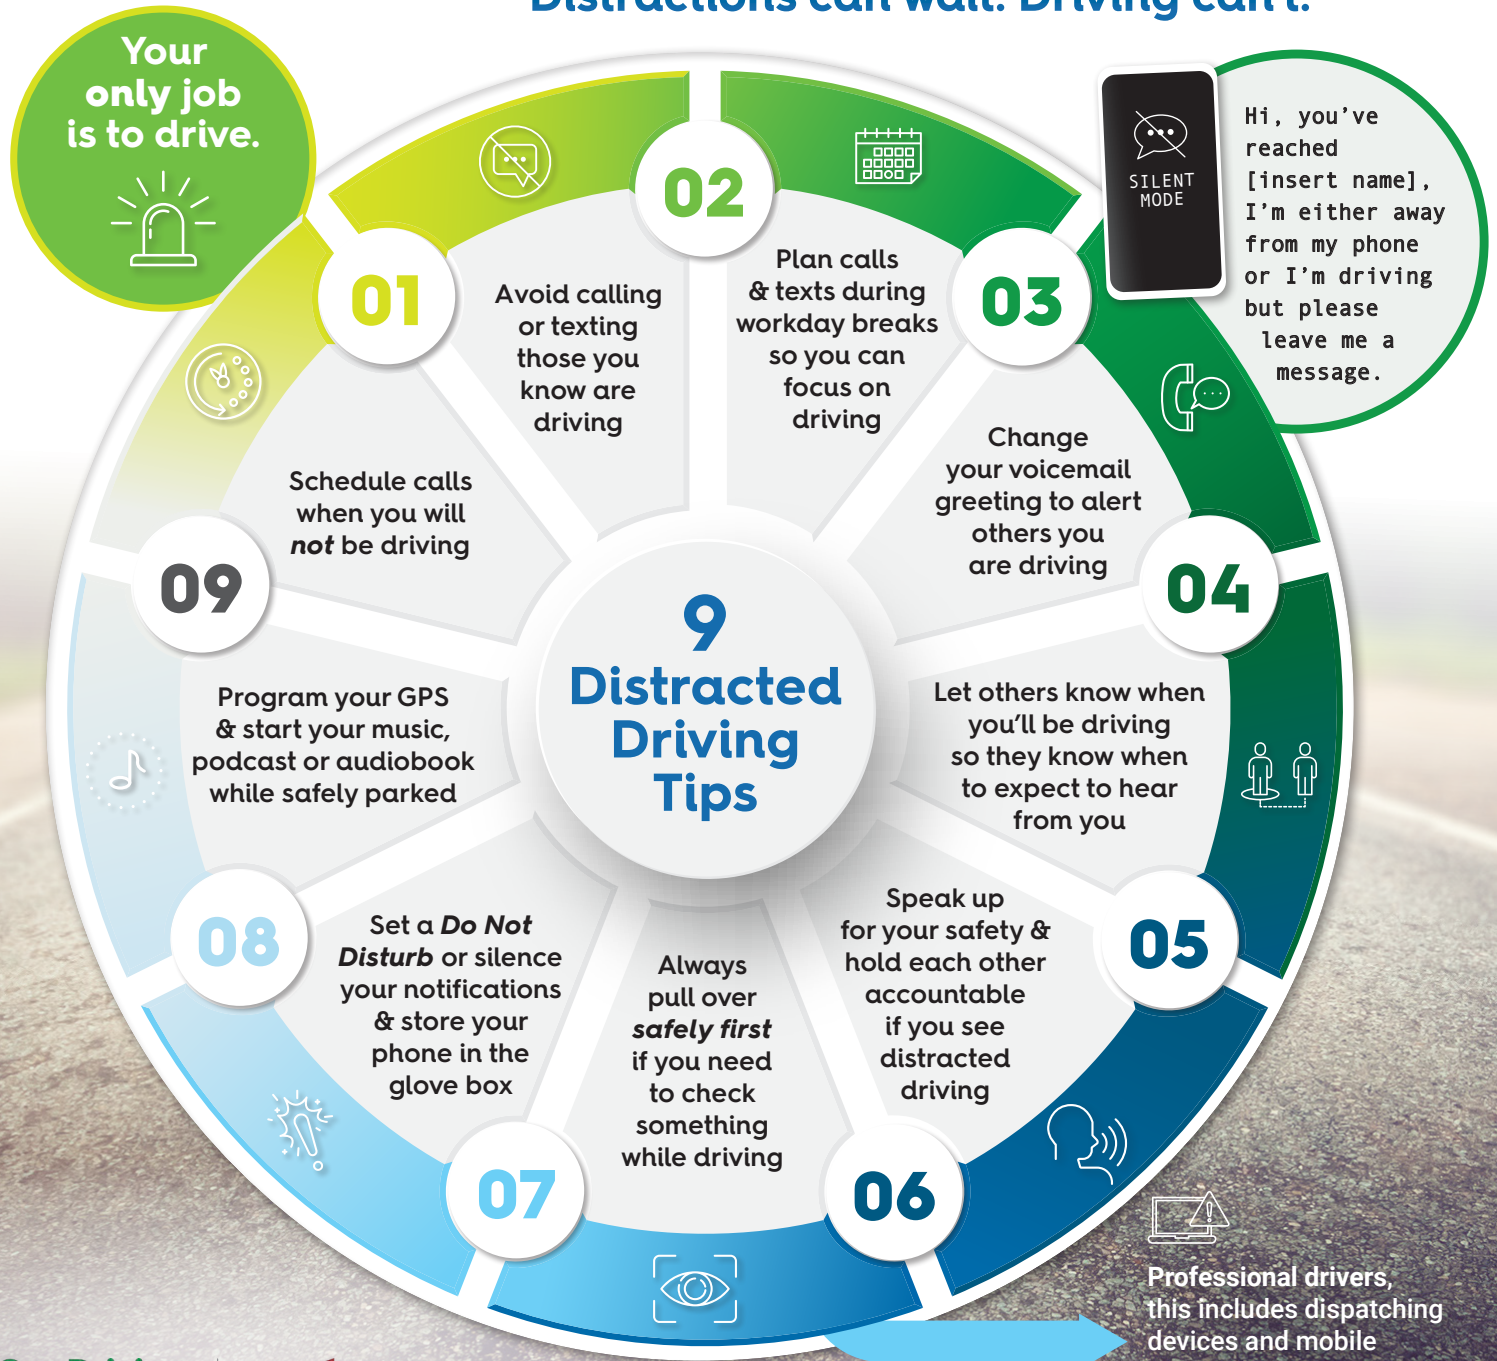 Distractions can wait. Driving can't.
Your
only job
is to drive.
SILENT
MODE
Hi, you've
reached
[insert name],
I'm either away
from my phone
or I'm driving
but please
leave me a
message.
9
Distracted
Driving
Tips
01
Avoid calling
or texting
those you
know are
driving
02
Plan calls
& texts during
workday breaks
so you can
focus on
driving
03
Change
your voicemail
greeting to alert
others you
are driving
04
Let others know when
you'll be driving
so they know when
to expect to hear
from you
05
Speak up
for your safety &
hold each other
accountable
if you see
distracted
driving
06
Always
pull over
safely first
if you need
to check
something
while driving
07
Set a Do Not
Disturb or silence
your notifications
& store your
phone in the
glove box
08
Program your GPS
& start your music,
podcast or audiobook
while safely parked
09
Schedule calls
when you will
not be driving
Professional drivers,
this includes dispatching
devices and mobile